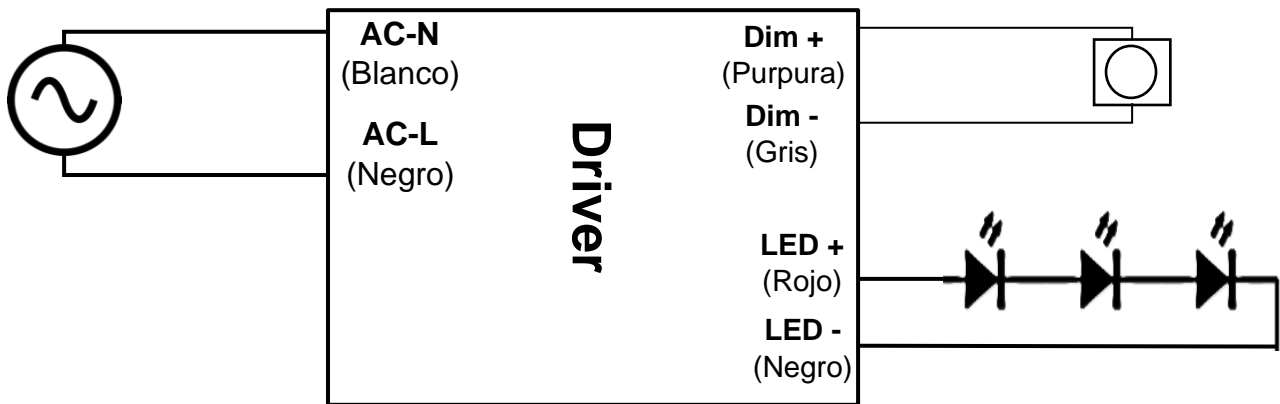 AC-N
(Blanco)
AC-L
(Negro)
Driver
Dim +
(Purpura)
Dim -
(Gris)
LED +
(Rojo)
LED -
(Negro)